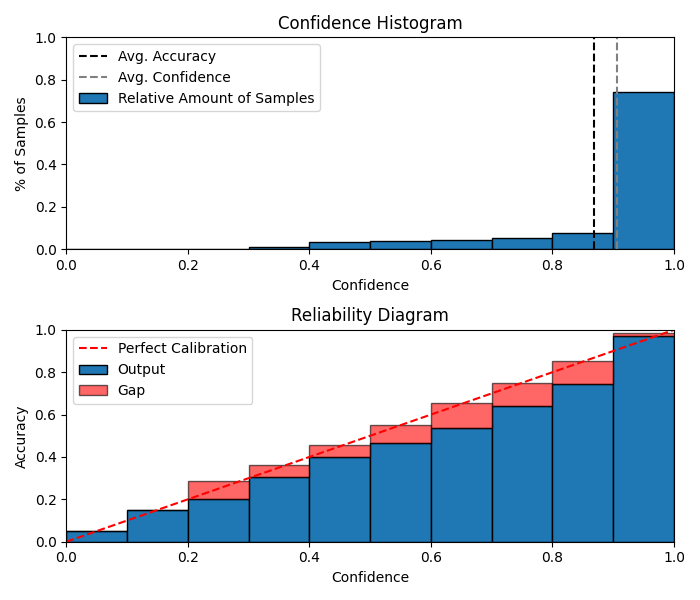 Confidence Histogram
1.0
0.8
0.6
0.4
0.2
0.0
% of Samples
Avg. Accuracy
Avg. Confidence
Relative Amount of Samples
0.0 0.2 0.4 0.6 0.8 1.0
Confidence
Reliability Diagram
1.0
0.8
0.6
0.4
0.2
0.0
Accuracy
Perfect Calibration
Output
Gap
0.0 0.2 0.4 0.6 0.8 1.0
Confidence